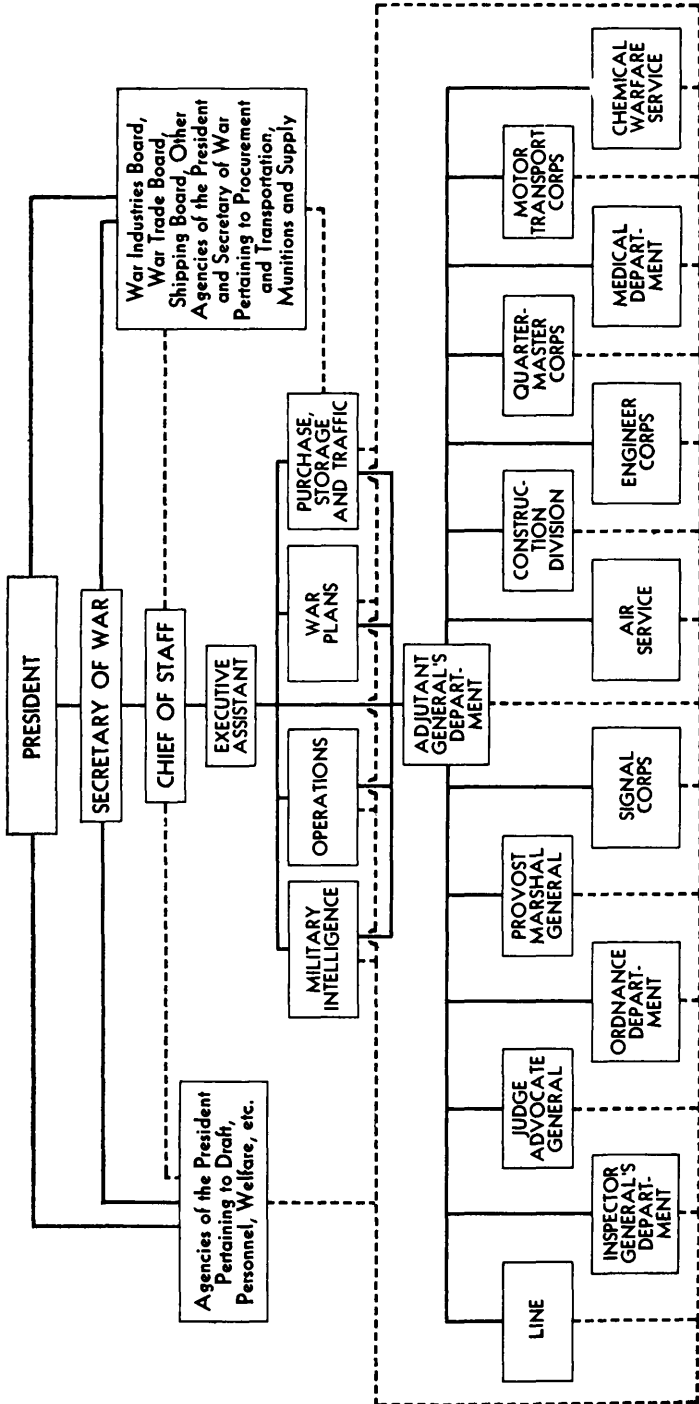 PRESIDENT
SECRETARY OF WAR
CHIEF OF STAFF
EXECUTIVE
ASSISTANT
Agencies of the President
Pertaining to Draft,
Personnel, Welfare, etc.
War Industries Board,
War Trade Board,
Shipping Board, Other
Agencies of the President
and Secretary of War
Pertaining to Procurement
and Transportation,
Munitions and Supply
MILITARY
INTELLIGENCE
OPERATIONS
WAR
PLANS
PURCHASE,
STORAGE
AND TRAFFIC
ADJUTANT
GENERAL'S
DEPART-
MENT
LINE
INSPECTOR
GENERAL'S
DEPART-
MENT
JUDGE
ADVOCATE
GENERAL
ORDNANCE
DEPART-
MENT
PROVOST
MARSHAL
GENERAL
SIGNAL
CORPS
AIR
SERVICE
CONSTRUC-
TION
DIVISION
ENGINEER
CORPS
QUARTER-
MASTER
CORPS
MEDICAL
DEPART-
MENT
MOTOR
TRANSPORT
CORPS
CHEMICAL
WARFARE
SERVICE